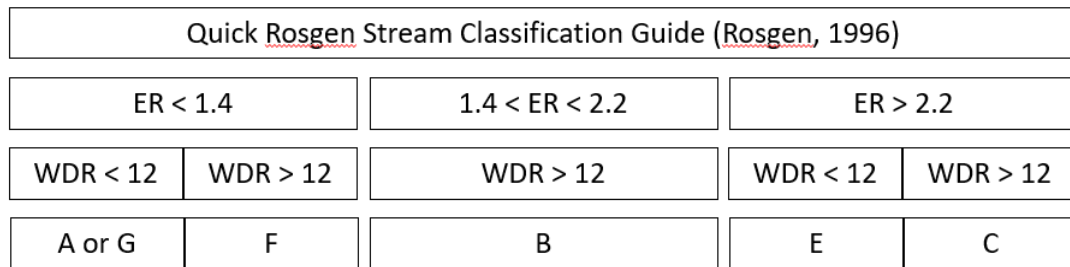 Quick Rosgen Stream Classification Guide (Rosgen, 1996)
ER < 1.4 1.4 < ER < 2.2 ER > 2.2
WDR < 12 WDR > 12 WDR > 12 WDR < 12 WDR > 12
A or G F B E C